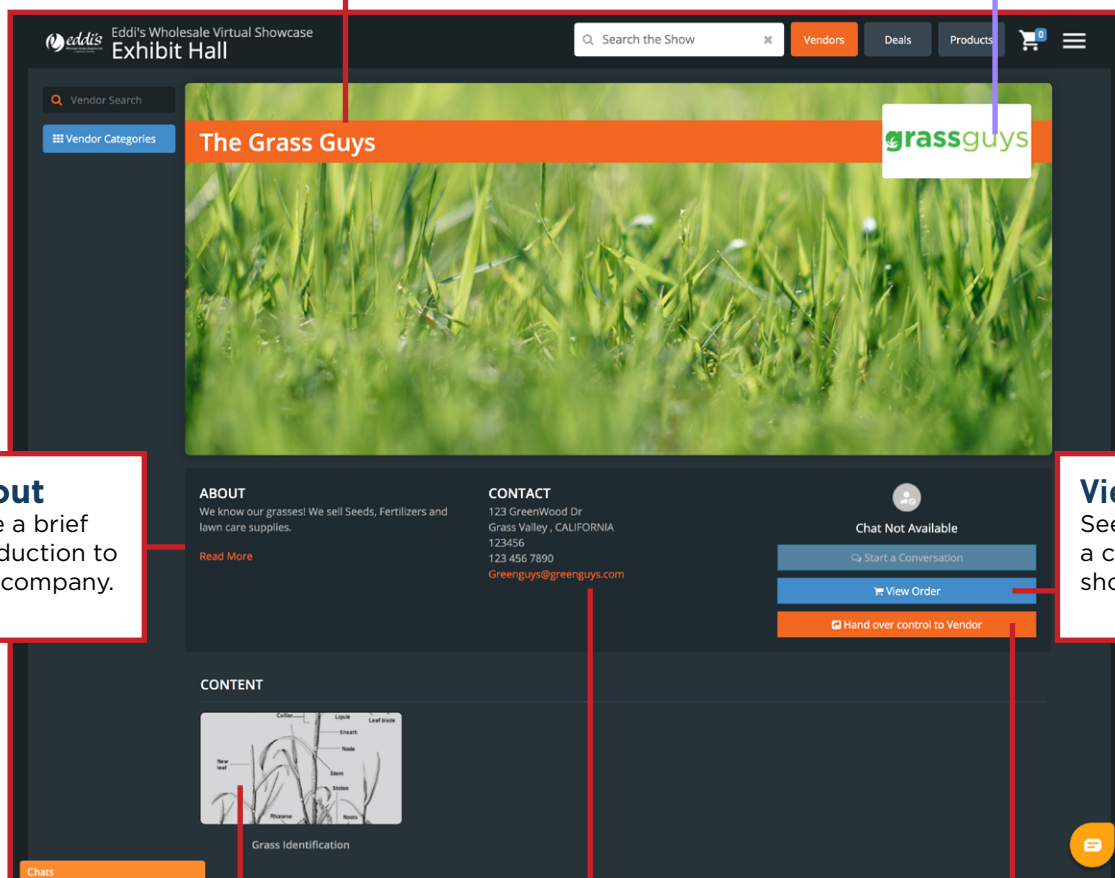 eddi's
Eddi's Wholesale Virtual Showcase
Exhibit Hall
Search the Show
Vendors
Deals
Products
0
Vendor Search
Vendor Categories
The Grass Guys
grassguys
out
e a brief
duction to
company.
ABOUT
We know our grasses! We sell Seeds, Fertilizers and
lawn care supplies.
Read More
CONTACT
123 GreenWood Dr
Grass Valley , CALIFORNIA
123456
123 456 7890
Greenguys@greenguys.com
Chat Not Available
Start a Conversation
View Order
Hand over control to Vendor
Vie
See
a c
sho
CONTENT
Collar
Ligule
Leaf blade
Sheath
New
leaf
Node
Stem
Stolon
Rhizome
Roots
Grass Identification
Chats